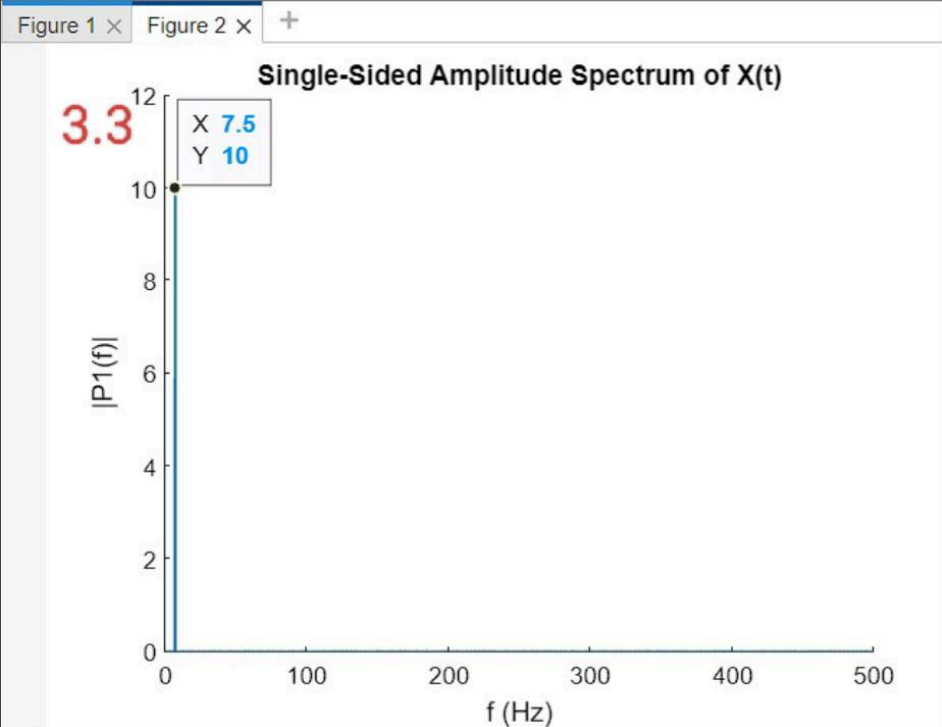 Figure 1 × Figure 2 × +
Single-Sided Amplitude Spectrum of X(t)
3.3
X 7.5
Y 10
12
10
8
6
4
2
0
|P1(f)|
0 100 200 300 400 500
f (Hz)